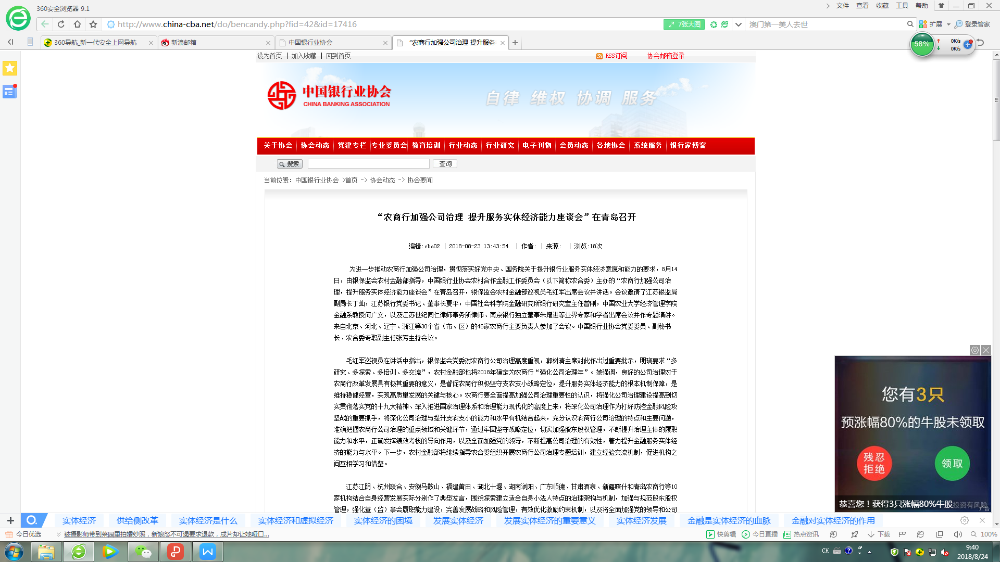 360安全浏览器 9.1
文件 查看 收藏 工具 帮助
http://www.china-cba.net/do/bencandy.php?fid=42&id=17416
7张大图
澳门第一美人去世
扩展
登录管家
360导航_新一代安全上网导航
新浪邮箱
中国银行业协会
“农商行加强公司治理 提升服务
58%
0K/s
0K/s
设为首页 | 加入收藏 | 回到首页
RSS订阅
协会邮箱登录
中国银行业协会
CHINA BANKING ASSOCIATION
自律 维权 协调 服务
关于协会 协会动态 党建专栏 专业委员会 教育培训 行业动态 行业研究 电子刊物 会员动态 各地协会 系统服务 银行家博客
搜索
查询
当前位置：中国银行业协会 >首页 -> 协会动态 -> 协会要闻
“农商行加强公司治理 提升服务实体经济能力座谈会”在青岛召开
编辑:cba02 | 2018-08-23 13:43:54 | 作者: | 来源: | 浏览:18次
为进一步推动农商行加强公司治理，贯彻落实好党中央、国务院关于提升银行业服务实体经济意愿和能力的要求，8月14
日，由银保监会农村金融部指导，中国银行业协会农村合作金融工作委员会（以下简称农合委）主办的“农商行加强公司治
理，提升服务实体经济能力座谈会”在青岛召开，银保监会农村金融部巡视员毛红军出席会议并讲话。会议邀请了江苏银监局
副局长丁灿，江苏银行党委书记、董事长夏平，中国社会科学院金融研究所银行研究室主任曾刚，中国农业大学经济管理学院
金融系教授何广文，以及江苏世纪同仁律师事务所律师、南京银行独立董事朱增进等业界专家和学者出席会议并作专题演讲。
来自北京、河北、辽宁、浙江等30个省（市、区）的46家农商行主要负责人参加了会议。中国银行业协会党委委员、副秘书
长、农合委专职副主任张芳主持会议。
毛红军巡视员在讲话中指出，银保监会党委对农商行公司治理高度重视，郭树清主席对此作出过重要批示，明确要求“多
研究、多探索、多培训、多交流”，农村金融部也将2018年确定为农商行“强化公司治理年”。她强调，良好的公司治理对于
农商行改革发展具有极其重要的意义，是督促农商行积极坚守支农支小战略定位，提升服务实体经济能力的根本机制保障，是
维持稳健经营，实现高质量发展的关键与核心。农商行要全面提高加强公司治理重要性的认识，将强化公司治理建设提高到切
实贯彻落实党的十九大精神、深入推进国家治理体系和治理能力现代化的高度上来，将深化公司治理作为打好防控金融风险攻
坚战的重要抓手，将深化公司治理与提升支农支小的能力和水平有机结合起来，充分认识农商行公司治理的特点和主要问题，
准确把握农商行公司治理的重点领域和关键环节，通过牢固坚守战略定位，切实加强股东股权管理，不断提升治理主体的履职
能力和水平，正确发挥绩效考核的导向作用，以及全面加强党的领导，不断提高公司治理的有效性，着力提升金融服务实体经
济的能力与水平。下一步，农村金融部将继续指导农合委组织开展农商行公司治理专题培训，建立经验交流机制，促进机构之
间互相学习和借鉴。
江苏江阴、杭州联合、安徽马鞍山、福建莆田、湖北十堰、湖南浏阳、广东顺德、甘肃酒泉、新疆喀什和青岛农商行等10
家机构结合自身经营发展实际分别作了典型发言，围绕探索建立适合自身小法人特点的治理架构与机制，加强与规范股东股权
管理，强化董（监）事会履职能力建设，完善发展战略和风险管理，有效优化激励约束机制，以及将全面加强党的领导和公司
您有3只
预涨幅80%的牛股未领取
残忍
拒绝
领取
恭喜您！获得3只涨幅80%牛股
投资有风险
广告
实体经济 供给侧改革 实体经济是什么 实体经济和虚拟经济 实体经济的困境 发展实体经济 发展实体经济的重要意义 实体经济发展 金融是实体经济的血脉 金融对实体经济的作用
今日优选
被摄影师带到菜园里拍婚纱照，新娘怒不可遏要求退款，成片却让她哑口...
快剪辑 今日直播 热点资讯 下载 100%
CH
9:40
2018/8/24